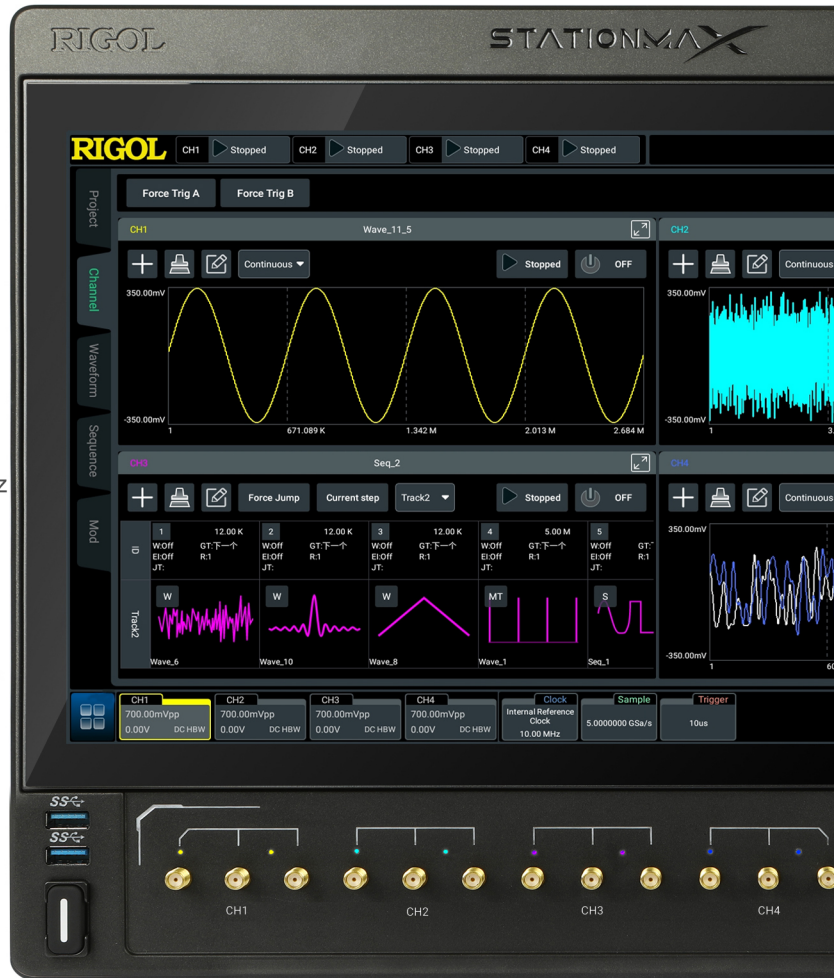 RIGOL
STATIONMAX
RIGOL CH1 Stopped CH2 Stopped CH3 Stopped CH4 Stopped
Project
Channel
Waveform
Sequence
Mod
Force Trig A Force Trig B
CH1 Wave_11_5
Continuous Stopped OFF
350.00mV
-350.00mV
1 671.089 K 1.342 M 2.013 M 2.684 M
CH2
Continuous
350.00mV
-350.00mV
1 3.
z
CH3 Seq_2
Force Jump Current step Track2 Stopped OFF
ID
1 12.00 K
W:Off GT:下一个
EI:Off R:1
JT:
2 12.00 K
W:Off GT:下一个
EI:Off R:1
JT:
3 12.00 K
W:Off GT:下一个
EI:Off R:1
JT:
4 5.00 M
W:Off GT:下一个
EI:Off R:1
JT:
5
W:Off GT:
EI:Off R:1
JT:
Track2
W
Wave_6
W
Wave_10
W
Wave_8
MT
Wave_1
S
Seq_1
CH4
Continuous
350.00mV
-350.00mV
1 60
CH1
700.00mVpp
0.00V DC HBW
CH2
700.00mVpp
0.00V DC HBW
CH3
700.00mVpp
0.00V DC HBW
CH4
700.00mVpp
0.00V DC HBW
Clock
Internal Reference
Clock
10.00 MHz
Sample
5.0000000 GSa/s
Trigger
10us
SS
SS
CH1 CH2 CH3 CH4